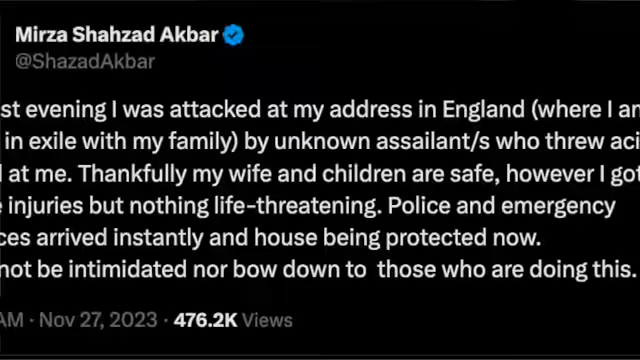 Mirza Shahzad Akbar
@ShazadAkbar
st evening I was attacked at my address in England (where I am
in exile with my family) by unknown assailant/s who threw aci
at me. Thankfully my wife and children are safe, however I got
injuries but nothing life-threatening. Police and emergency
ces arrived instantly and house being protected now.
not be intimidated nor bow down to those who are doing this.
AM · Nov 27, 2023 · 476.2K Views